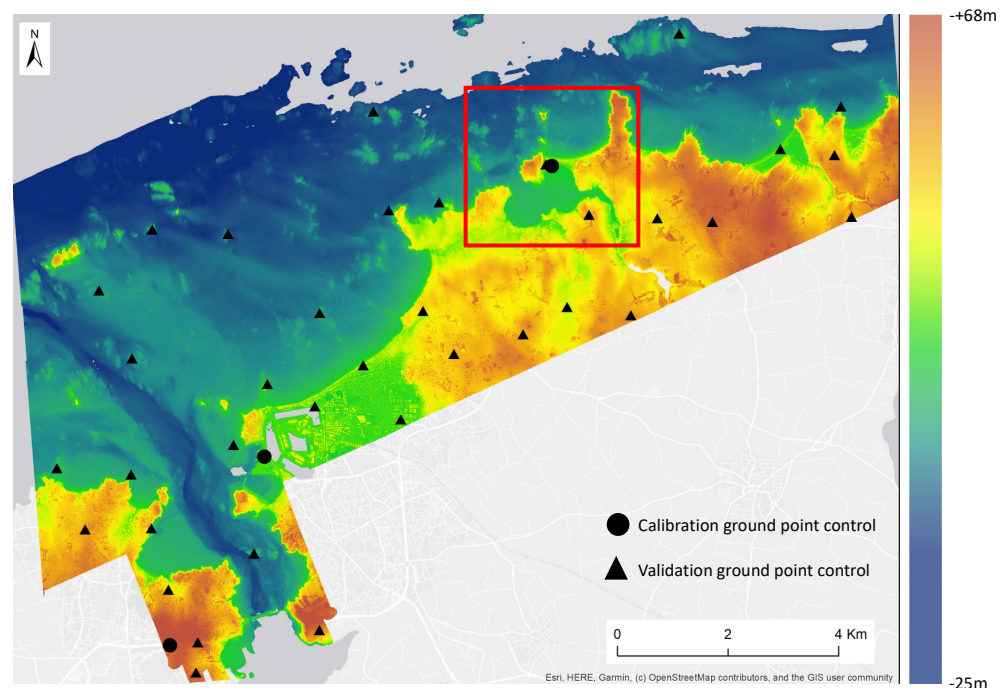 -+68m
N
Calibration ground point control
Validation ground point control
0 2 4 Km
Esri, HERE, Garmin, (c) OpenStreetMap contributors, and the GIS user community
-25m